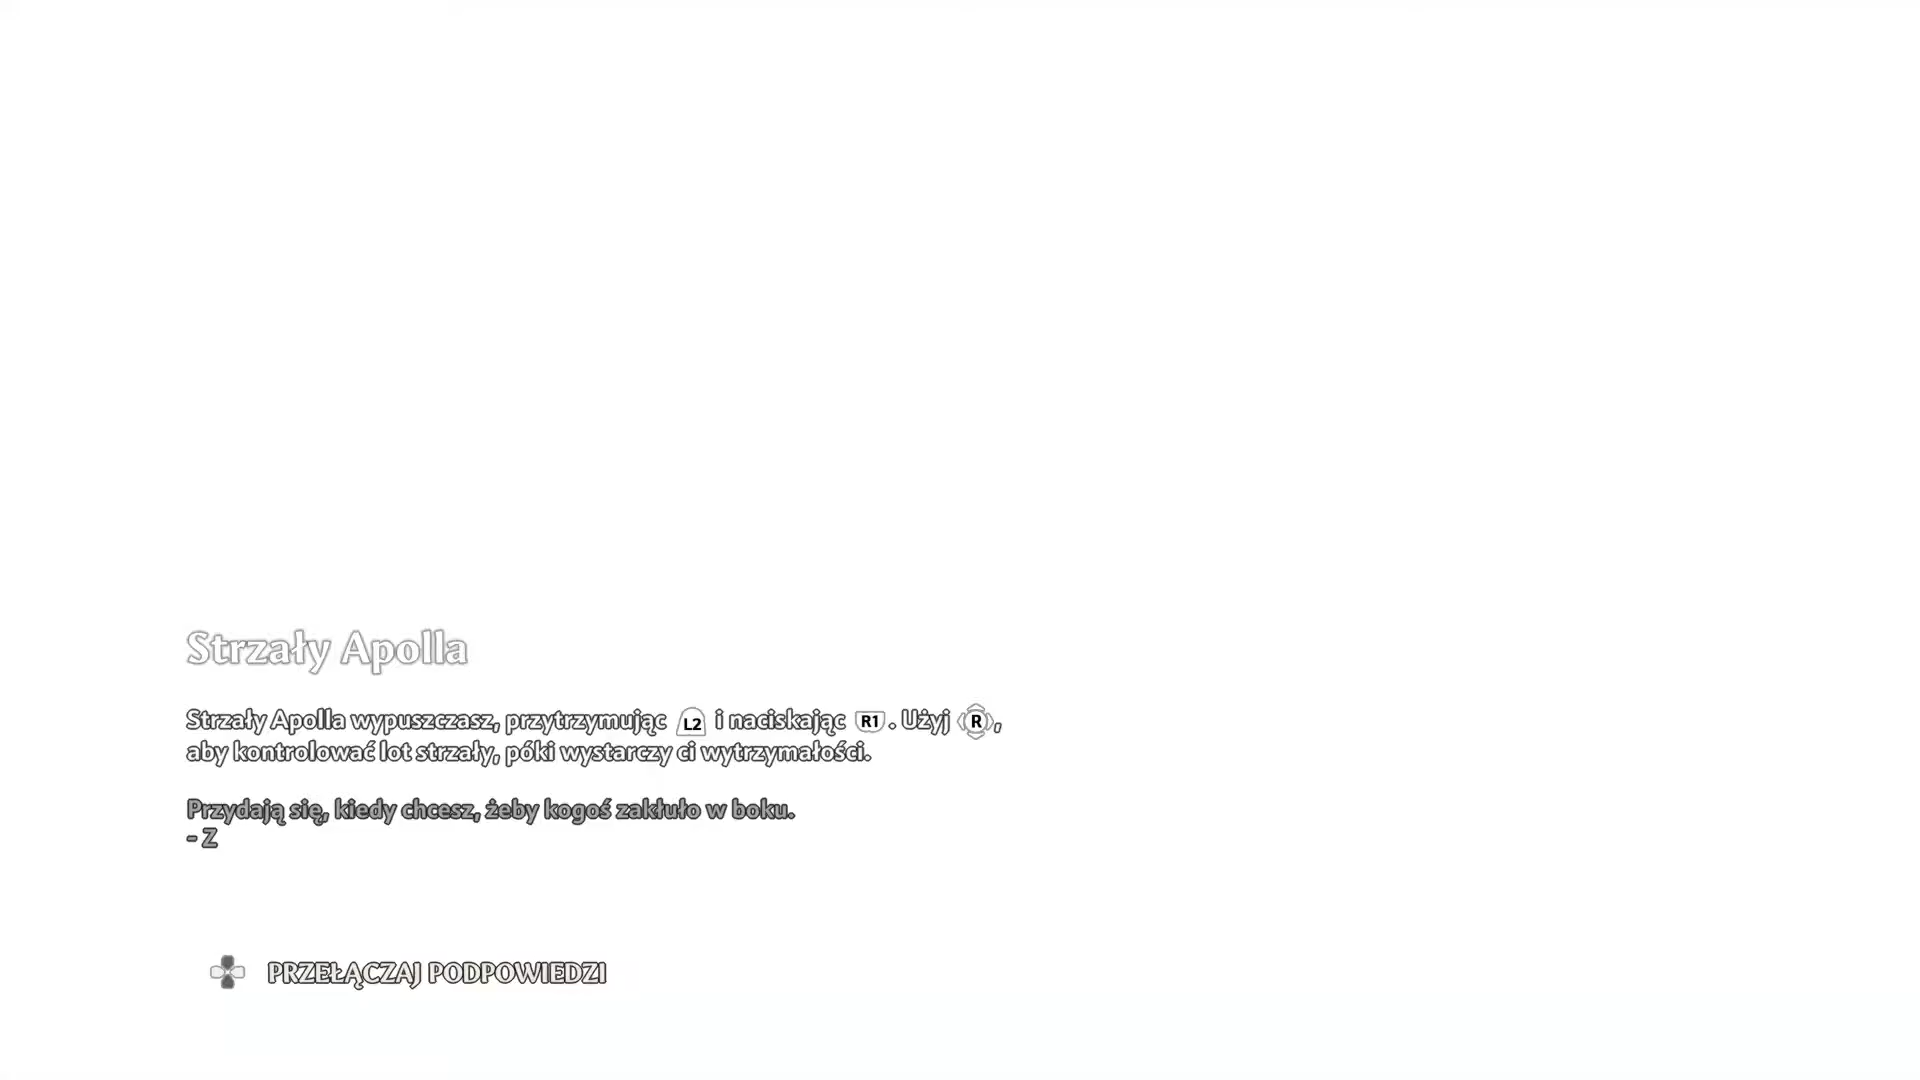 Strzały Apolla
Strzały Apolla wypuszczasz, przytrzymując L2 i naciskając R1. Użyj R,
aby kontrolować lot strzały, póki wystarczy ci wytrzymałości.
Przydają się, kiedy chcesz, żeby kogoś zakłuło w boku.
- Z
PRZEŁĄCZAJ PODPOWIEDZI